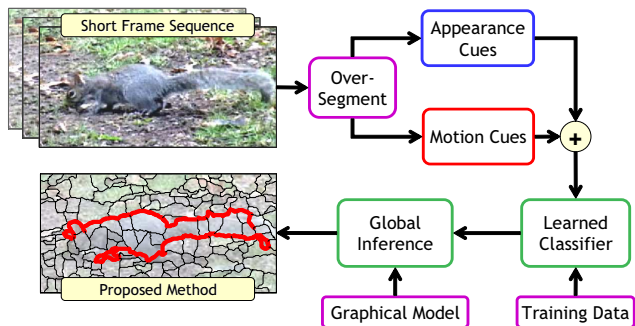 Short Frame Sequence
Appearance
Cues
Over-
Segment
Motion Cues
+
Global
Inference
Learned
Classifier
Proposed Method
Graphical Model
Training Data